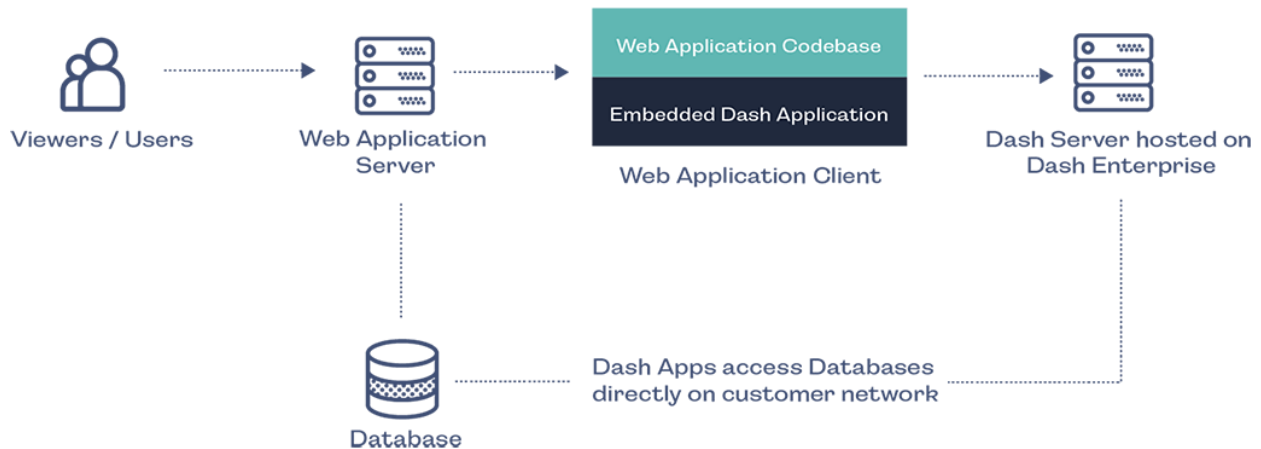 Web Application Codebase
Embedded Dash Application
Viewers / Users
Web Application
Server
Web Application Client
Dash Server hosted on
Dash Enterprise
Dash Apps access Databases
directly on customer network
Database